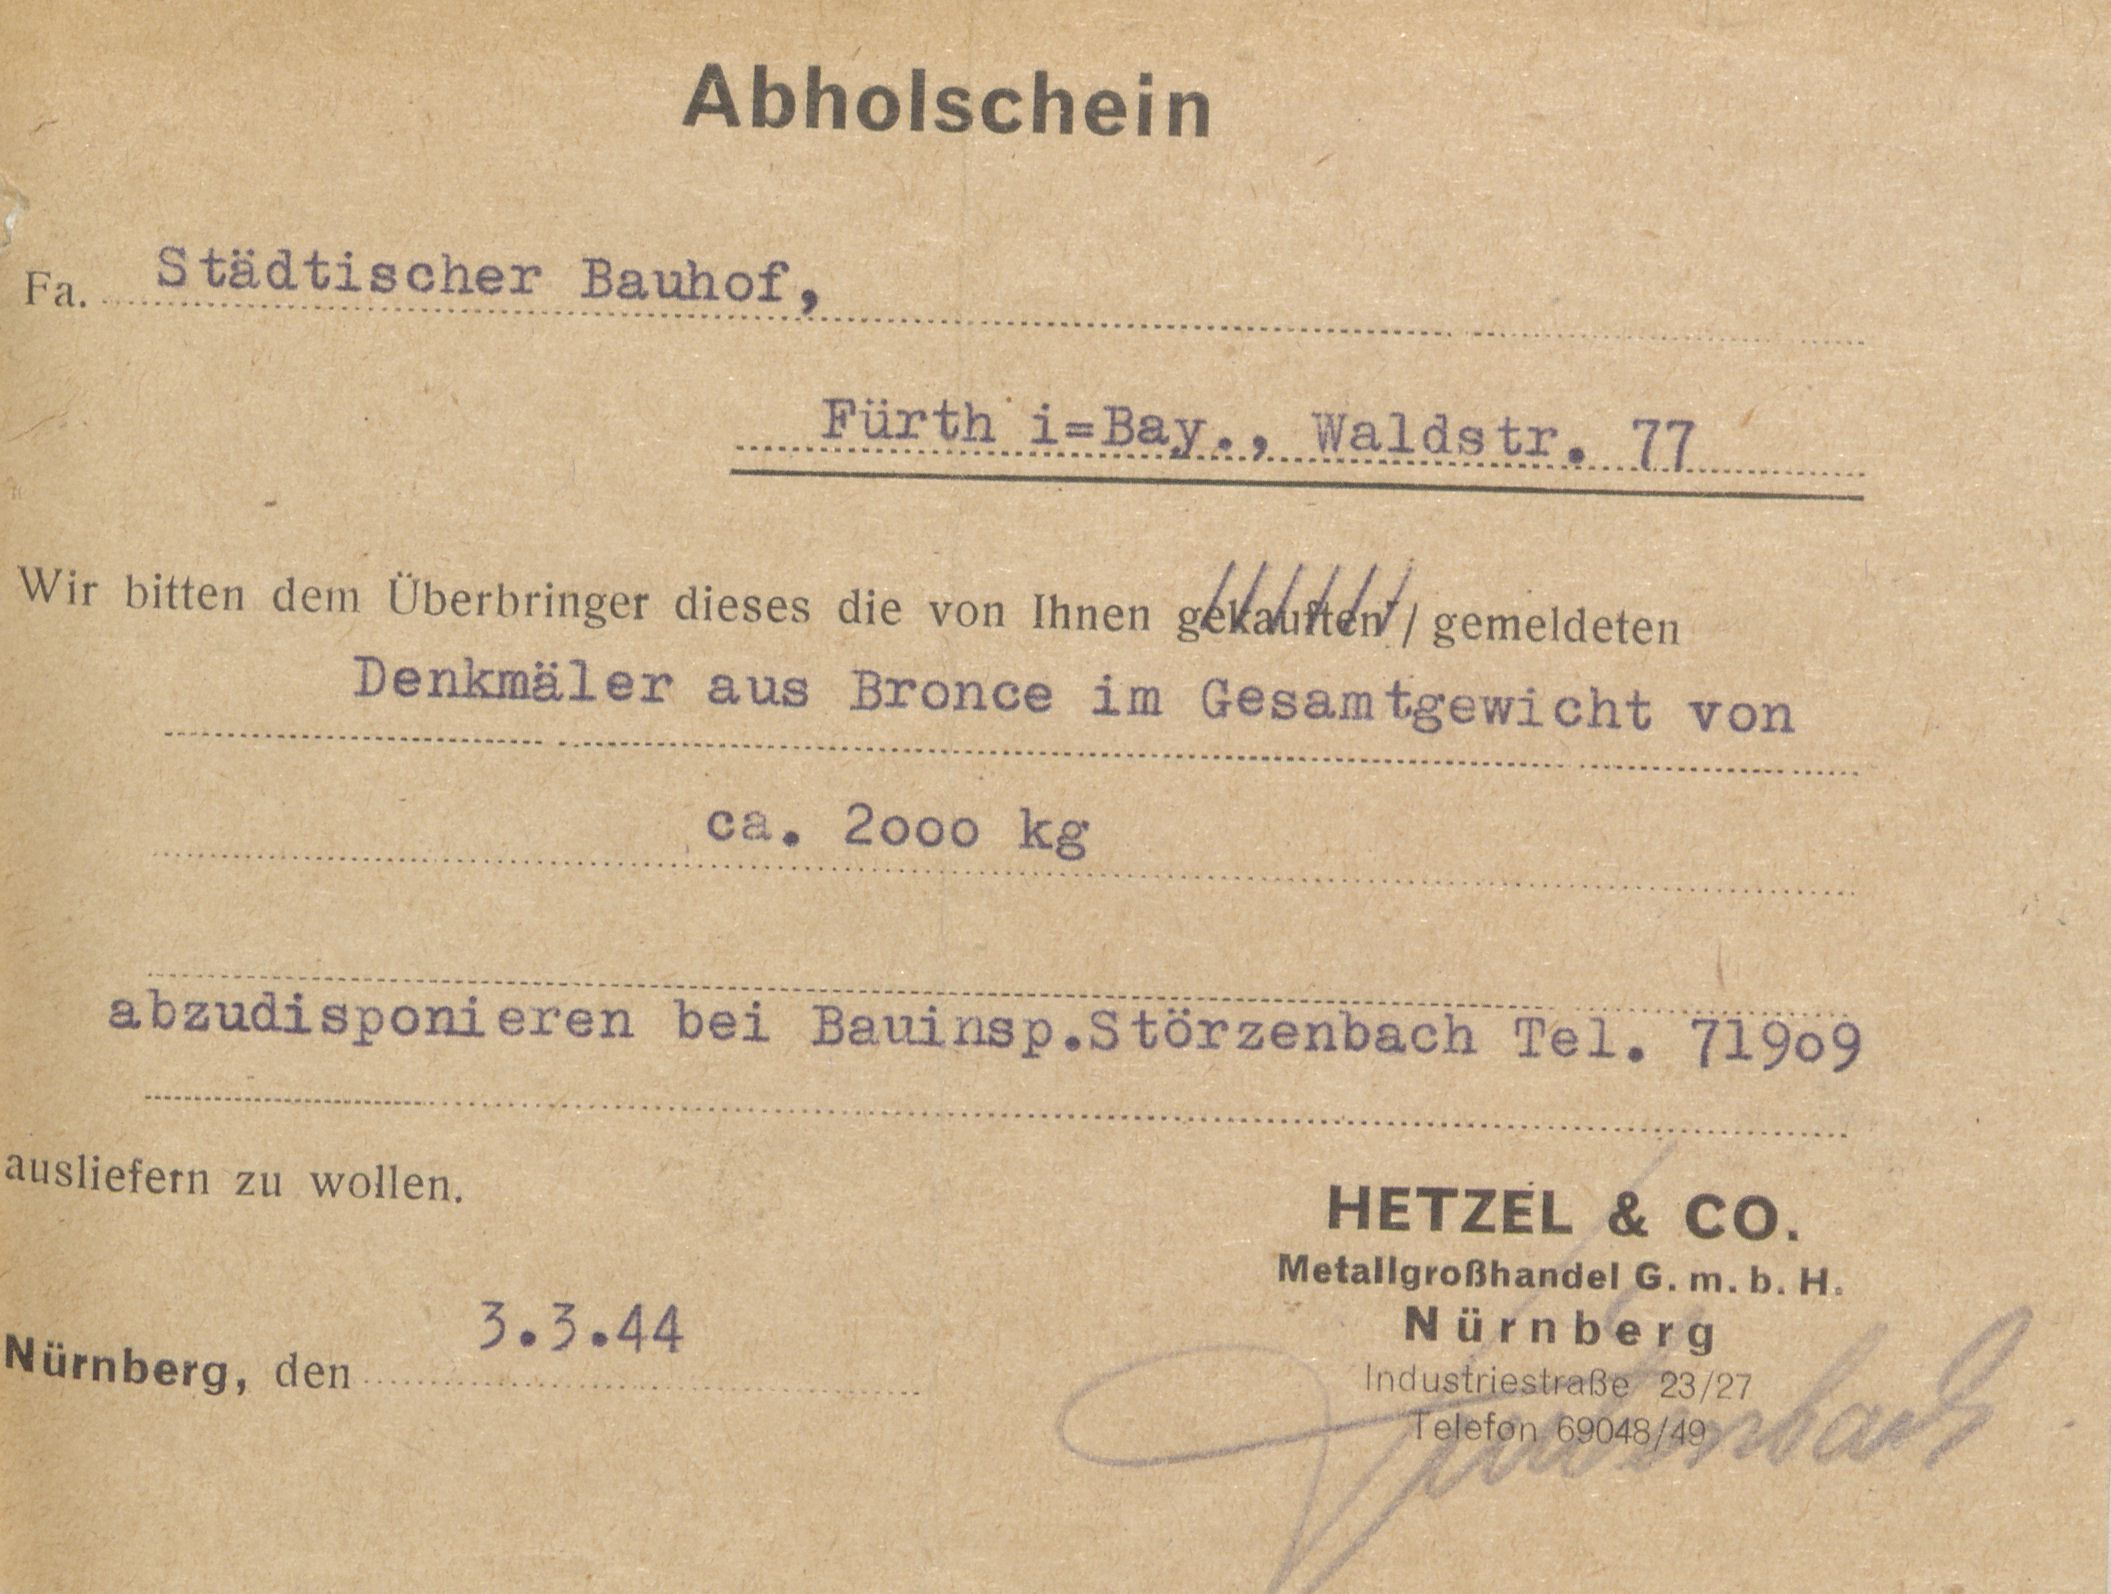 Abholschein
Fa. Städtischer Bauhof,
Fürth i=Bay., Waldstr. 77
Wir bitten dem Überbringer dieses die von Ihnen gekauften / gemeldeten
Denkmäler aus Bronce im Gesamtgewicht von
ca. 2ooo kg
abzudisponieren bei Bauinsp.Störzenbach Tel. 719o9
ausliefern zu wollen.
HETZEL & CO.
Metallgroßhandel G. m. b. H.
Nürnberg
Industriestraße 23/27
Telefon 69048/49
Nürnberg, den 3.3.44